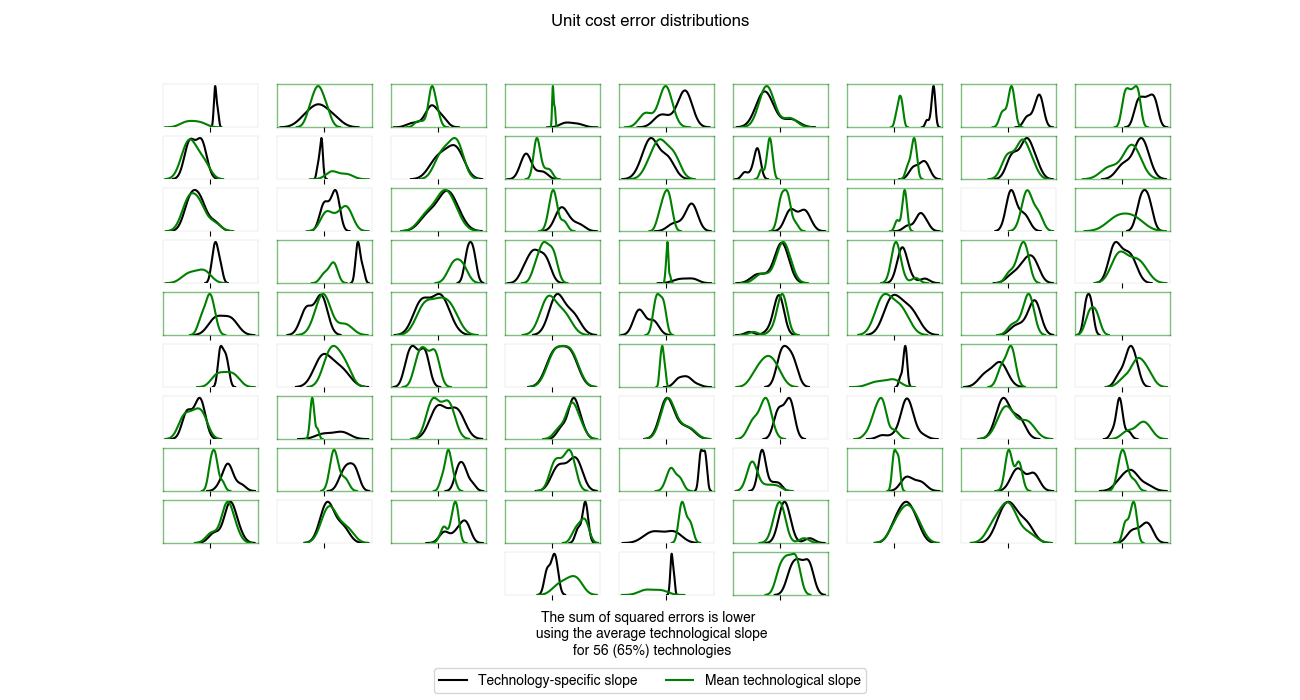 Unit cost error distributions
The sum of squared errors is lower
using the average technological slope
for 56 (65%) technologies
Technology-specific slope
Mean technological slope